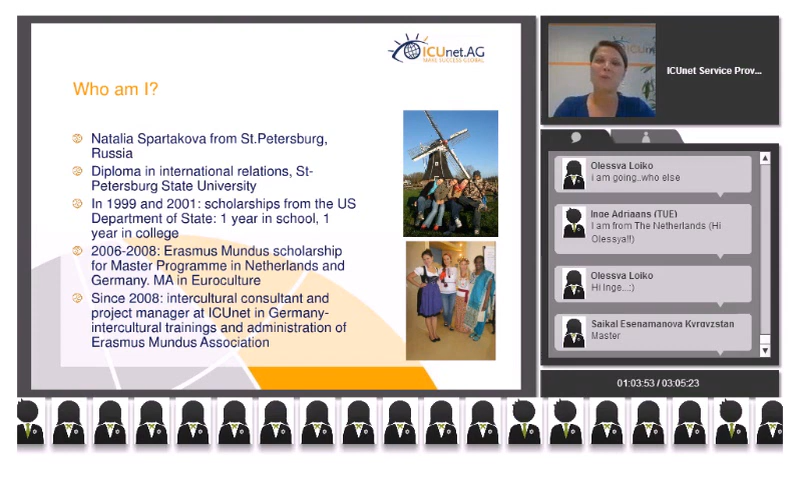 ICUnet.AG
SERVE SUCCESS GLOBAL.
Who am I?
Natalia Spartakova from St.Petersburg,
Russia
Diploma in international relations, St-
Petersburg State University
In 1999 and 2001: scholarships from the US
Department of State: 1 year in school, 1
year in college
2006-2008: Erasmus Mundus scholarship
for Master Programme in Netherlands and
Germany. MA in Euroculture
Since 2008: intercultural consultant and
project manager at ICUnet in Germany-
intercultural trainings and administration of
Erasmus Mundus Association
ICUnet Service Prov...
Olessva Loiko
i am going..who else
Inge Adriaans (TUE)
I am from The Netherlands (Hi
Olessya!!)
Olessva Loiko
Hi Inge...:)
Saikal Esenamanova Kyrgyzstan
Master
01:03:53 / 03:05:23